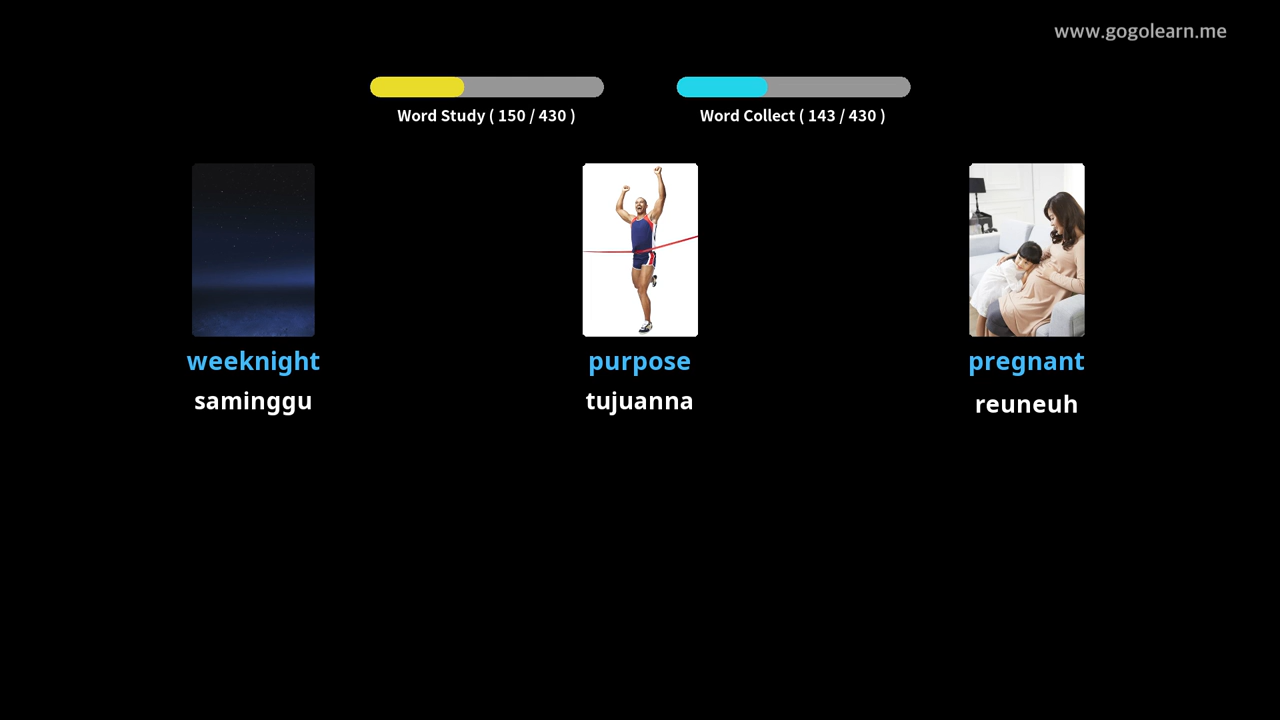 www.gogolearn.me
Word Study ( 150 / 430 )
Word Collect ( 143 / 430 )
weeknight
saminggu
purpose
tujuanna
pregnant
reuneuh